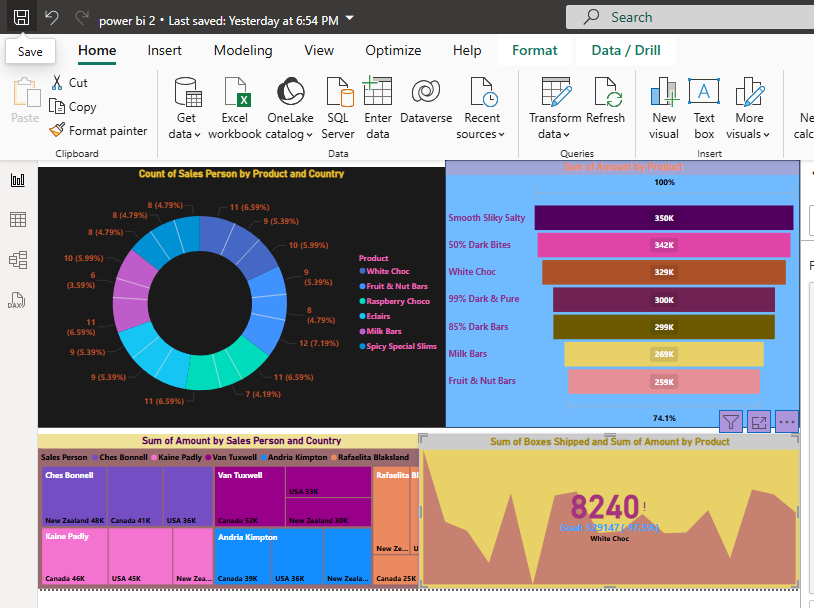 power bi 2 • Last saved: Yesterday at 6:54 PM
Search
Save
Home Insert Modeling View Optimize Help Format Data / Drill
Paste
Cut
Copy
Format painter
Get data
Excel workbook
OneLake catalog
SQL Server
Enter data
Dataverse
Recent sources
Transform data
Refresh
New visual
Text box
More visuals
Clipboard Data Queries Insert
DAX
Count of Sales Person by Product and Country
8 (4.79%)
8 (4.79%)
8 (4.79%)
10 (5.99%)
6 (3.59%)
11 (6.59%)
9 (5.39%)
9 (5.39%)
11 (6.59%)
11 (6.59%)
9 (5.39%)
10 (5.99%)
9 (5.39%)
8 (4.79%)
12 (7.19%)
11 (6.59%)
7 (4.19%)
Product
White Choc
Fruit & Nut Bars
Raspberry Choco
Eclairs
Milk Bars
Spicy Special Slims
Sum of Amount by Product
100%
Smooth Sliky Salty 350K
50% Dark Bites 342K
White Choc 329K
99% Dark & Pure 300K
85% Dark Bars 299K
Milk Bars 269K
Fruit & Nut Bars 259K
74.1%
Sum of Amount by Sales Person and Country
Sales Person Ches Bonnell Kaine Padly Van Tuxwell Andria Kimpton Rafaelita Blaksland
Ches Bonnell
New Zealand 48K
Canada 41K
USA 36K
Van Tuxwell
Canada 52K
USA 33K
New Zealand 30K
Kaine Padly
Canada 46K
USA 45K
New Zea...
Andria Kimpton
Canada 39K
USA 36K
New Zeala...
Rafaelita Bl
New Ze...
Canada 25K
Sum of Boxes Shipped and Sum of Amount by Product
8240!
Goal: 329147 (-97.5%)
White Choc